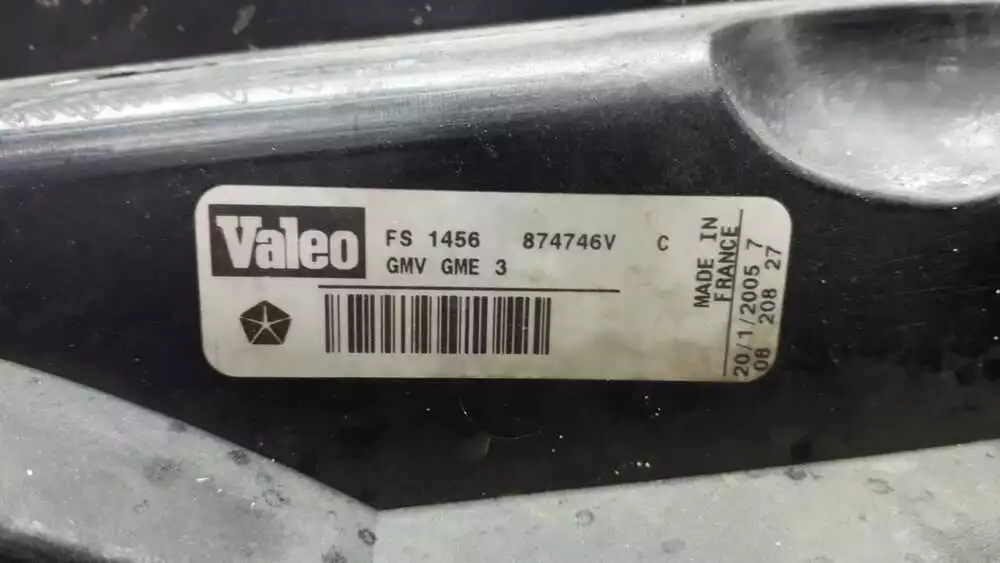 Valeo
FS 1456 874746V C
GMV GME 3
MADE IN
FRANCE
20/1/2005 7
08 208 27